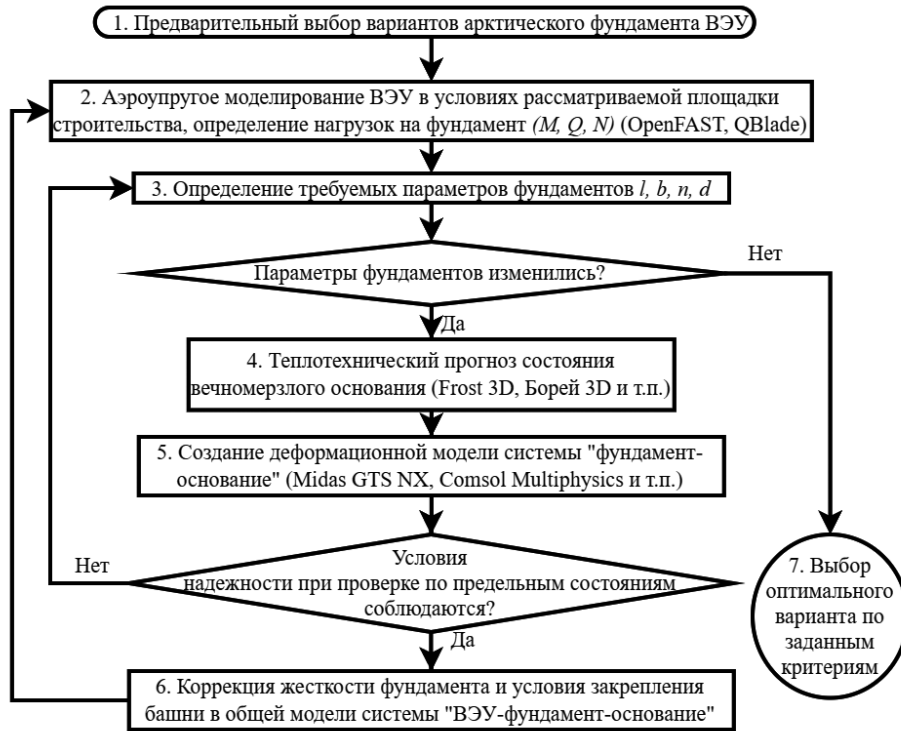 1. Предварительный выбор вариантов арктического фундамента ВЭУ
2. Аэроупругое моделирование ВЭУ в условиях рассматриваемой площадки
строительства, определение нагрузок на фундамент (M, Q, N) (OpenFAST, QBlade)
3. Определение требуемых параметров фундаментов l, b, n, d
Параметры фундаментов изменились?
Нет
Да
4. Теплотехнический прогноз состояния
вечномерзлого основания (Frost 3D, Борей 3D и т.п.)
5. Создание деформационной модели системы "фундамент-
основание" (Midas GTS NX, Comsol Multiphysics и т.п.)
Условия
надежности при проверке по предельным состояниям
соблюдаются?
Нет
Да
6. Коррекция жесткости фундамента и условия закрепления
башни в общей модели системы "ВЭУ-фундамент-основание"
7. Выбор
оптимального
варианта по
заданным
критериям